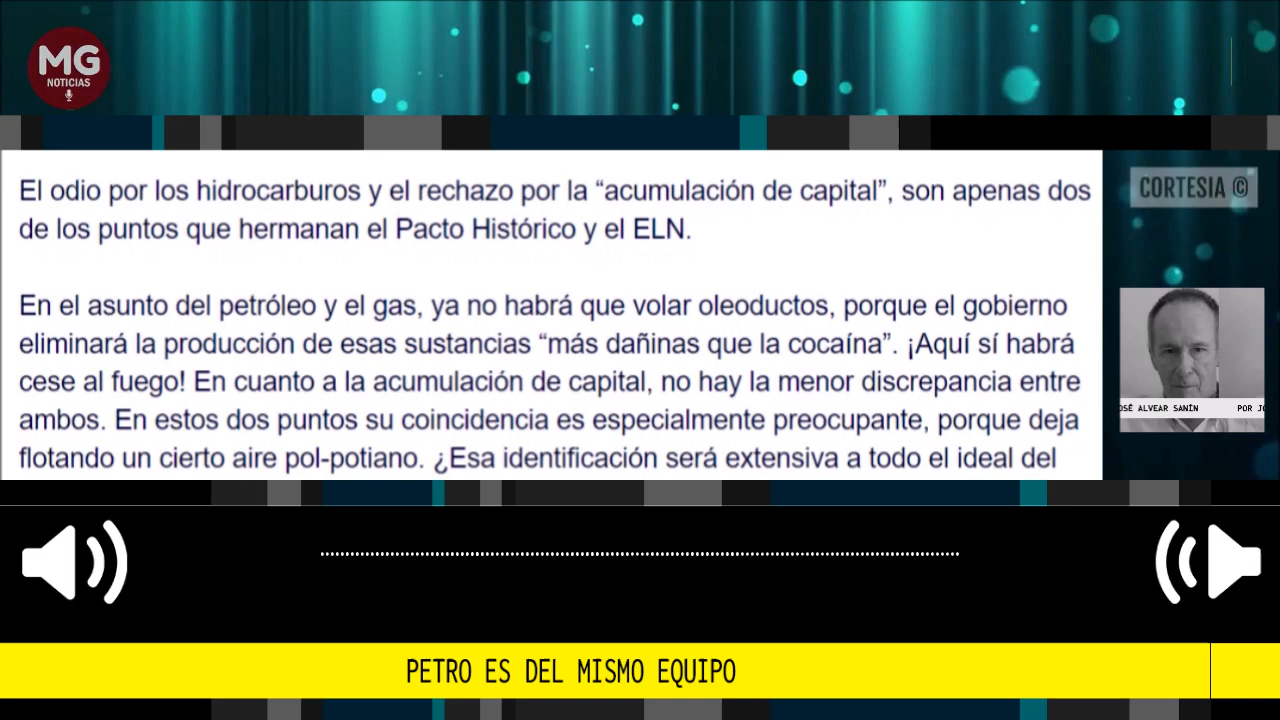 MG
NOTICIAS
El odio por los hidrocarburos y el rechazo por la “acumulación de capital”, son apenas dos
de los puntos que hermanan el Pacto Histórico y el ELN.
En el asunto del petróleo y el gas, ya no habrá que volar oleoductos, porque el gobierno
eliminará la producción de esas sustancias “más dañinas que la cocaína”. ¡Aquí sí habrá
cese al fuego! En cuanto a la acumulación de capital, no hay la menor discrepancia entre
ambos. En estos dos puntos su coincidencia es especialmente preocupante, porque deja
flotando un cierto aire pol-potiano. ¿Esa identificación será extensiva a todo el ideal del
CORTESIA ©
OSÉ ALVEAR SANÍN POR JO
PETRO ES DEL MISMO EQUIPO